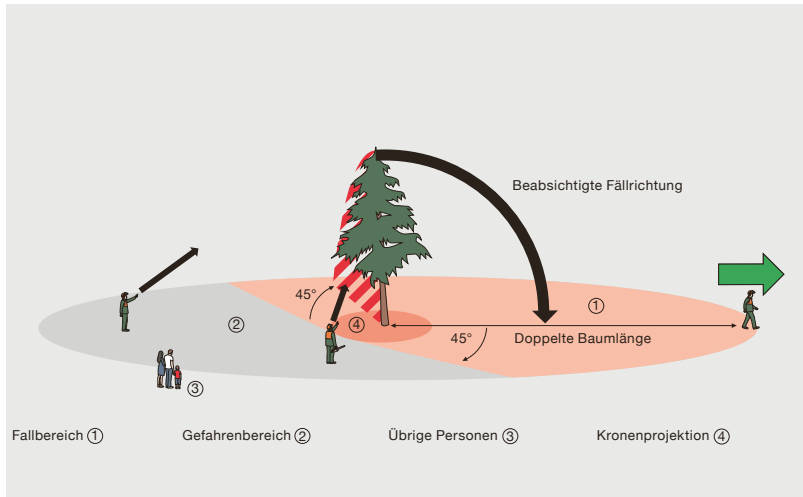 Beabsichtigte Fällrichtung
45°
①
②
④
45°
Doppelte Baumlänge
③
Fallbereich ①
Gefahrenbereich ②
Übrige Personen ③
Kronenprojektion ④